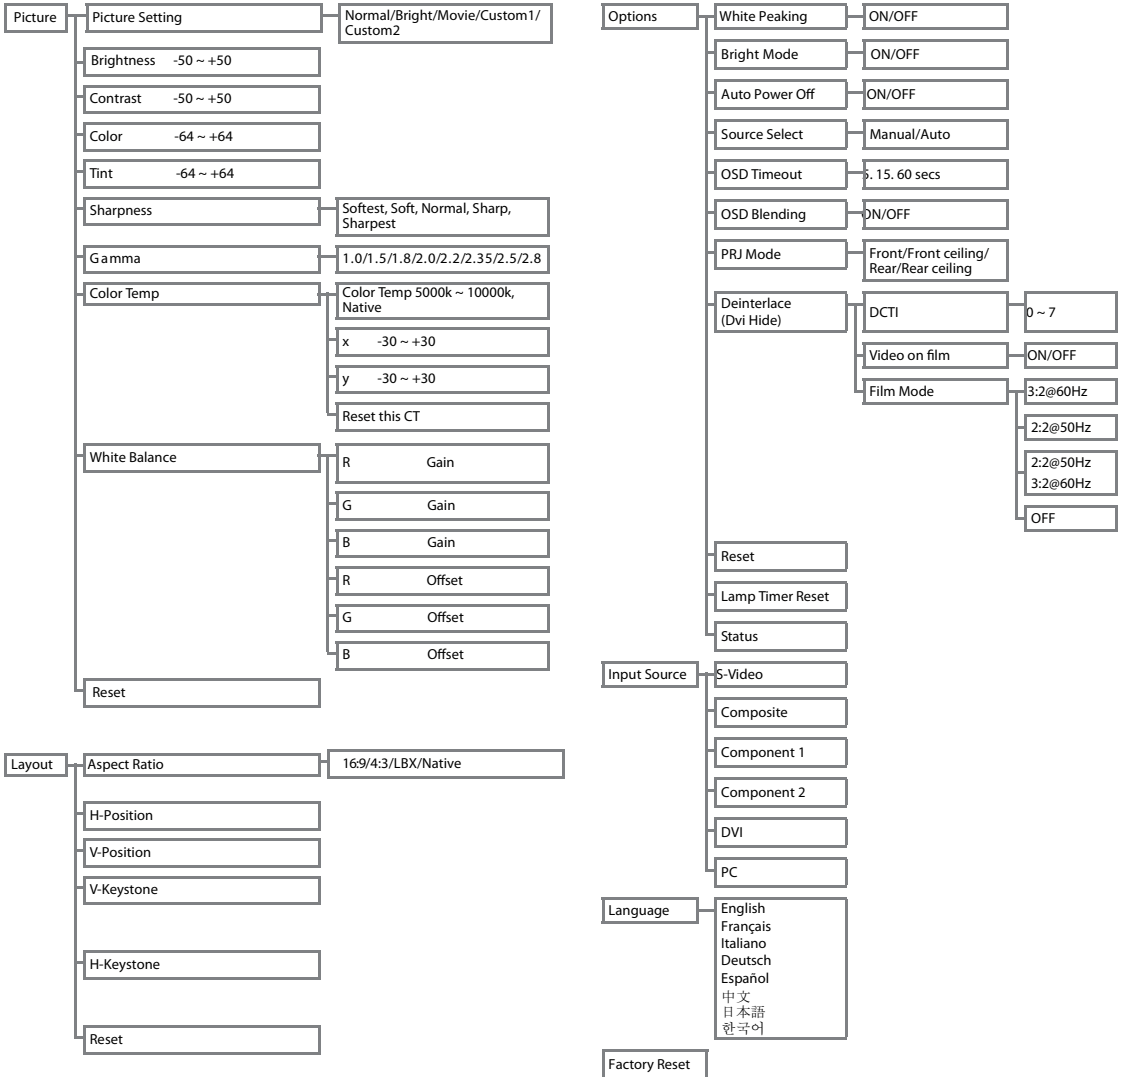 Picture
Picture Setting
Normal/Bright/Movie/Custom1/
Custom2
Brightness -50 ~ +50
Contrast -50 ~ +50
Color -64 ~ +64
Tint -64 ~ +64
Sharpness
Softest, Soft, Normal, Sharp,
Sharpest
Gamma
1.0/1.5/1.8/2.0/2.2/2.35/2.5/2.8
Color Temp
Color Temp 5000k ~ 10000k,
Native
x -30 ~ +30
y -30 ~ +30
Reset this CT
White Balance
R Gain
G Gain
B Gain
R Offset
G Offset
B Offset
Reset
Layout
Aspect Ratio
16:9/4:3/LBX/Native
H-Position
V-Position
V-Keystone
H-Keystone
Reset
Options
White Peaking
ON/OFF
Bright Mode
ON/OFF
Auto Power Off
ON/OFF
Source Select
Manual/Auto
OSD Timeout
5. 15. 60 secs
OSD Blending
ON/OFF
PRJ Mode
Front/Front ceiling/
Rear/Rear ceiling
Deinterlace
(Dvi Hide)
DCTI
0 ~ 7
Video on film
ON/OFF
Film Mode
3:2@60Hz
2:2@50Hz
2:2@50Hz
3:2@60Hz
OFF
Reset
Lamp Timer Reset
Status
Input Source
S-Video
Composite
Component 1
Component 2
DVI
PC
Language
English
Français
Italiano
Deutsch
Español
中文
日本語
한국어
Factory Reset